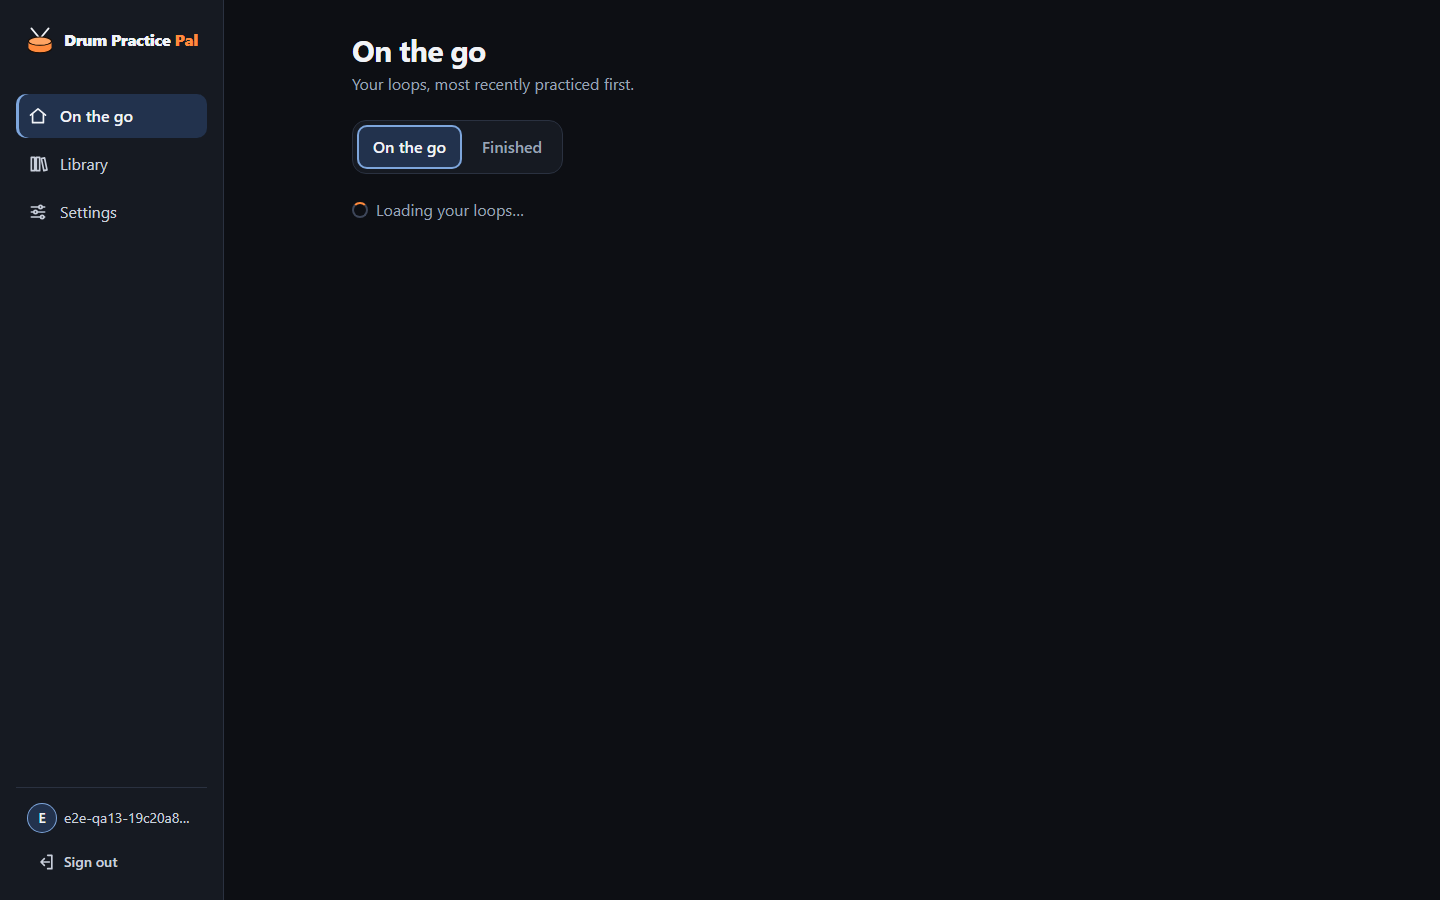 Drum Practice Pal
On the go
Library
Settings
On the go
Your loops, most recently practiced first.
On the go
Finished
Loading your loops...
E
e2e-qa13-19c20a8...
Sign out